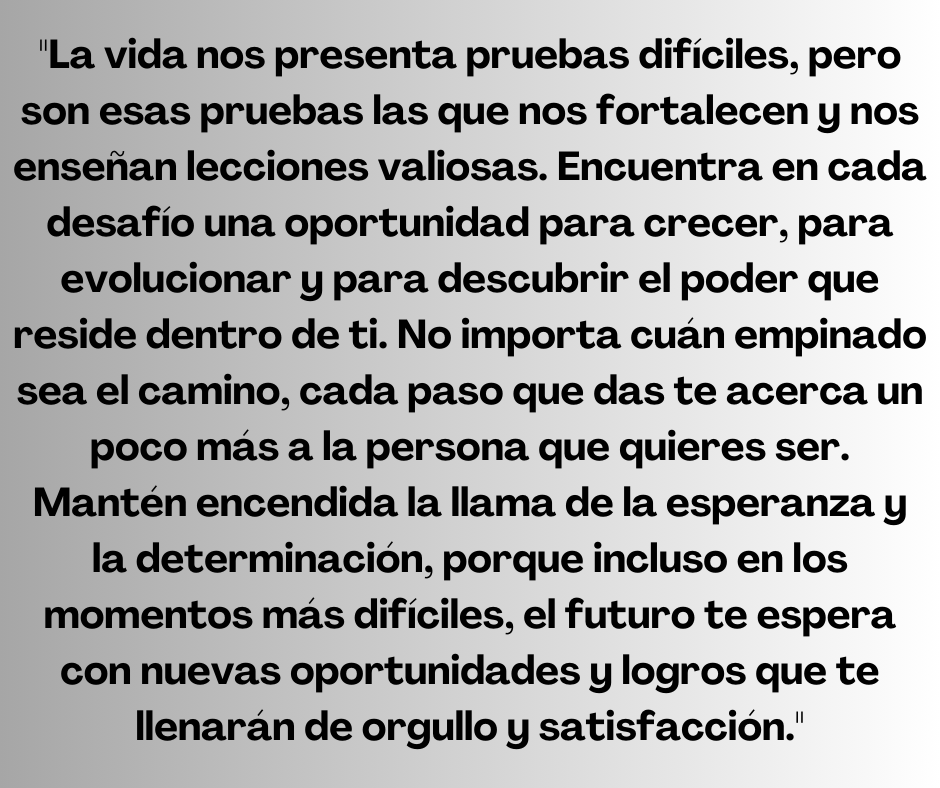 "La vida nos presenta pruebas difíciles, pero
son esas pruebas las que nos fortalecen y nos
enseñan lecciones valiosas. Encuentra en cada
desafío una oportunidad para crecer, para
evolucionar y para descubrir el poder que
reside dentro de ti. No importa cuán empinado
sea el camino, cada paso que das te acerca un
poco más a la persona que quieres ser.
Mantén encendida la llama de la esperanza y
la determinación, porque incluso en los
momentos más difíciles, el futuro te espera
con nuevas oportunidades y logros que te
llenarán de orgullo y satisfacción."